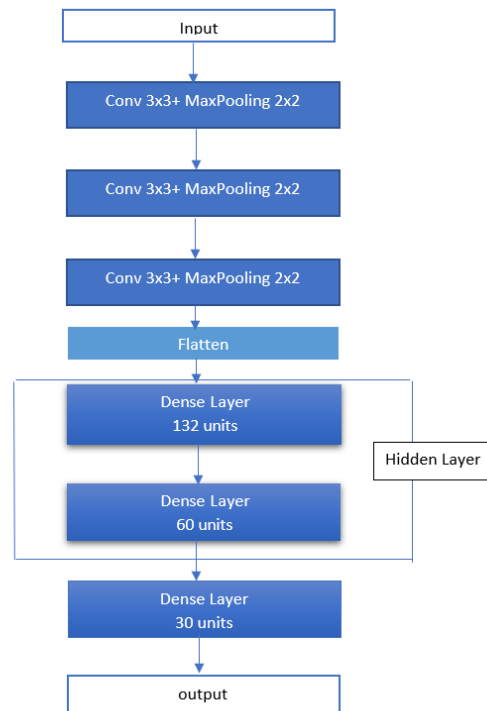 Input
Conv 3x3+ MaxPooling 2x2
Conv 3x3+ MaxPooling 2x2
Conv 3x3+ MaxPooling 2x2
Flatten
Dense Layer
132 units
Hidden Layer
Dense Layer
60 units
Dense Layer
30 units
output